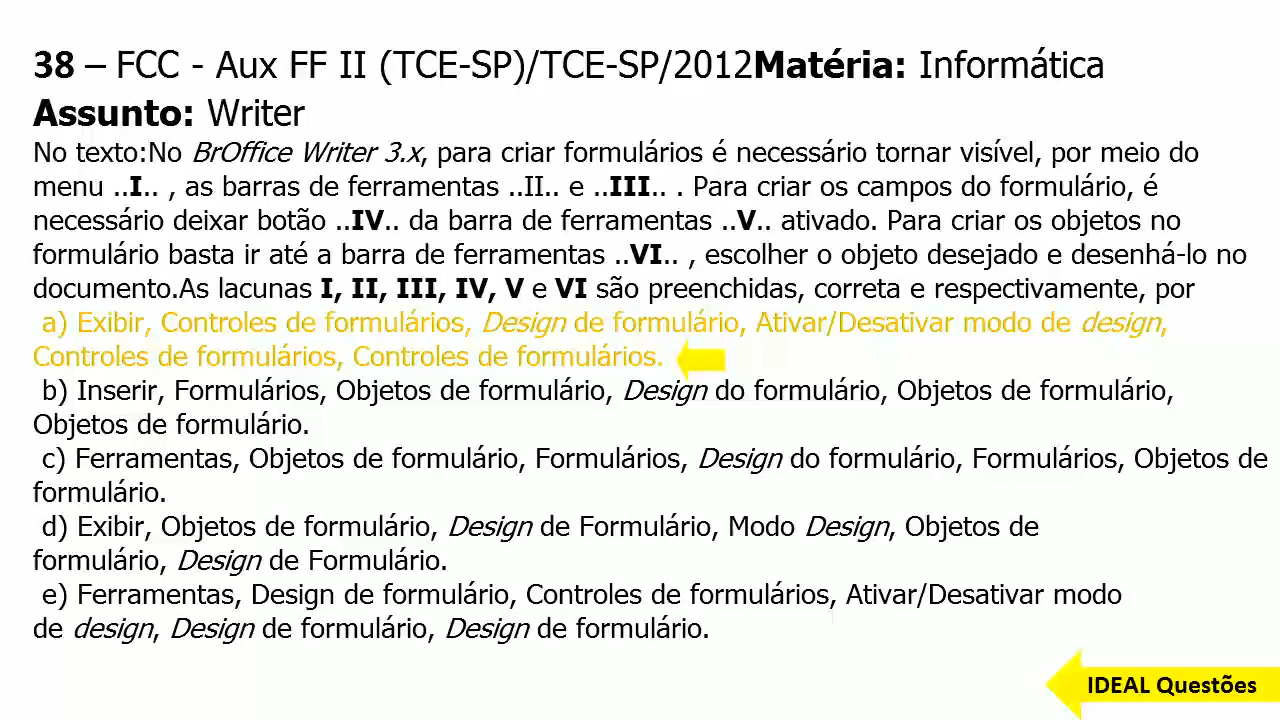 38 – FCC - Aux FF II (TCE-SP)/TCE-SP/2012Matéria: Informática
Assunto: Writer
No texto:No BrOffice Writer 3.x, para criar formulários é necessário tornar visível, por meio do
menu ..I.. , as barras de ferramentas ..II.. e ..III.. . Para criar os campos do formulário, é
necessário deixar botão ..IV.. da barra de ferramentas ..V.. ativado. Para criar os objetos no
formulário basta ir até a barra de ferramentas ..VI.. , escolher o objeto desejado e desenhá-lo no
documento.As lacunas I, II, III, IV, V e VI são preenchidas, correta e respectivamente, por
a) Exibir, Controles de formulários, Design de formulário, Ativar/Desativar modo de design,
Controles de formulários, Controles de formulários.
b) Inserir, Formulários, Objetos de formulário, Design do formulário, Objetos de formulário,
Objetos de formulário.
c) Ferramentas, Objetos de formulário, Formulários, Design do formulário, Formulários, Objetos de
formulário.
d) Exibir, Objetos de formulário, Design de Formulário, Modo Design, Objetos de
formulário, Design de Formulário.
e) Ferramentas, Design de formulário, Controles de formulários, Ativar/Desativar modo
de design, Design de formulário, Design de formulário.
IDEAL Questões